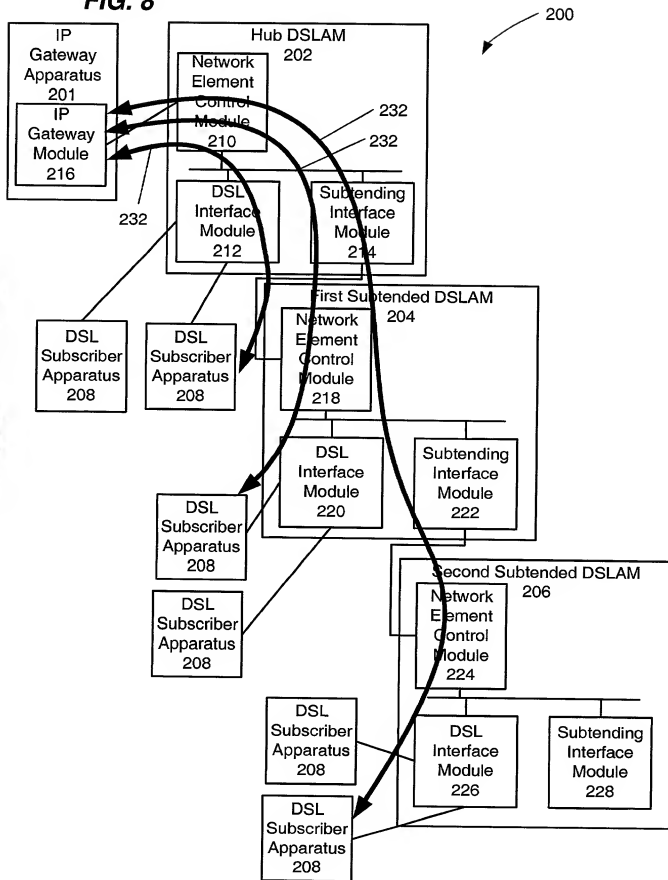 FIG. 8
200
IP
Gateway
Apparatus
201
IP
Gateway
Module
216
Hub DSLAM
202
Network
Element
Control
Module
210
232
232
232
DSL
Interface
Module
212
Subtending
Interface
Module
214
First Subtended DSLAM
204
DSL
Subscriber
Apparatus
208
DSL
Subscriber
Apparatus
208
Network
Element
Control
Module
218
DSL
Interface
Module
220
Subtending
Interface
Module
222
DSL
Subscriber
Apparatus
208
DSL
Subscriber
Apparatus
208
Second Subtended DSLAM
206
Network
Element
Control
Module
224
DSL
Subscriber
Apparatus
208
DSL
Interface
Module
226
Subtending
Interface
Module
228
DSL
Subscriber
Apparatus
208